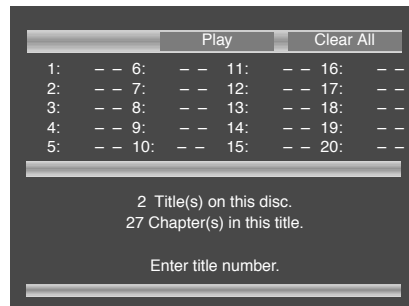 Play Clear All
1: – – 6: – – 11: – – 16: – –
2: – – 7: – – 12: – – 17: – –
3: – – 8: – – 13: – – 18: – –
4: – – 9: – – 14: – – 19: – –
5: – – 10: – – 15: – – 20: – –
2 Title(s) on this disc.
27 Chapter(s) in this title.
Enter title number.